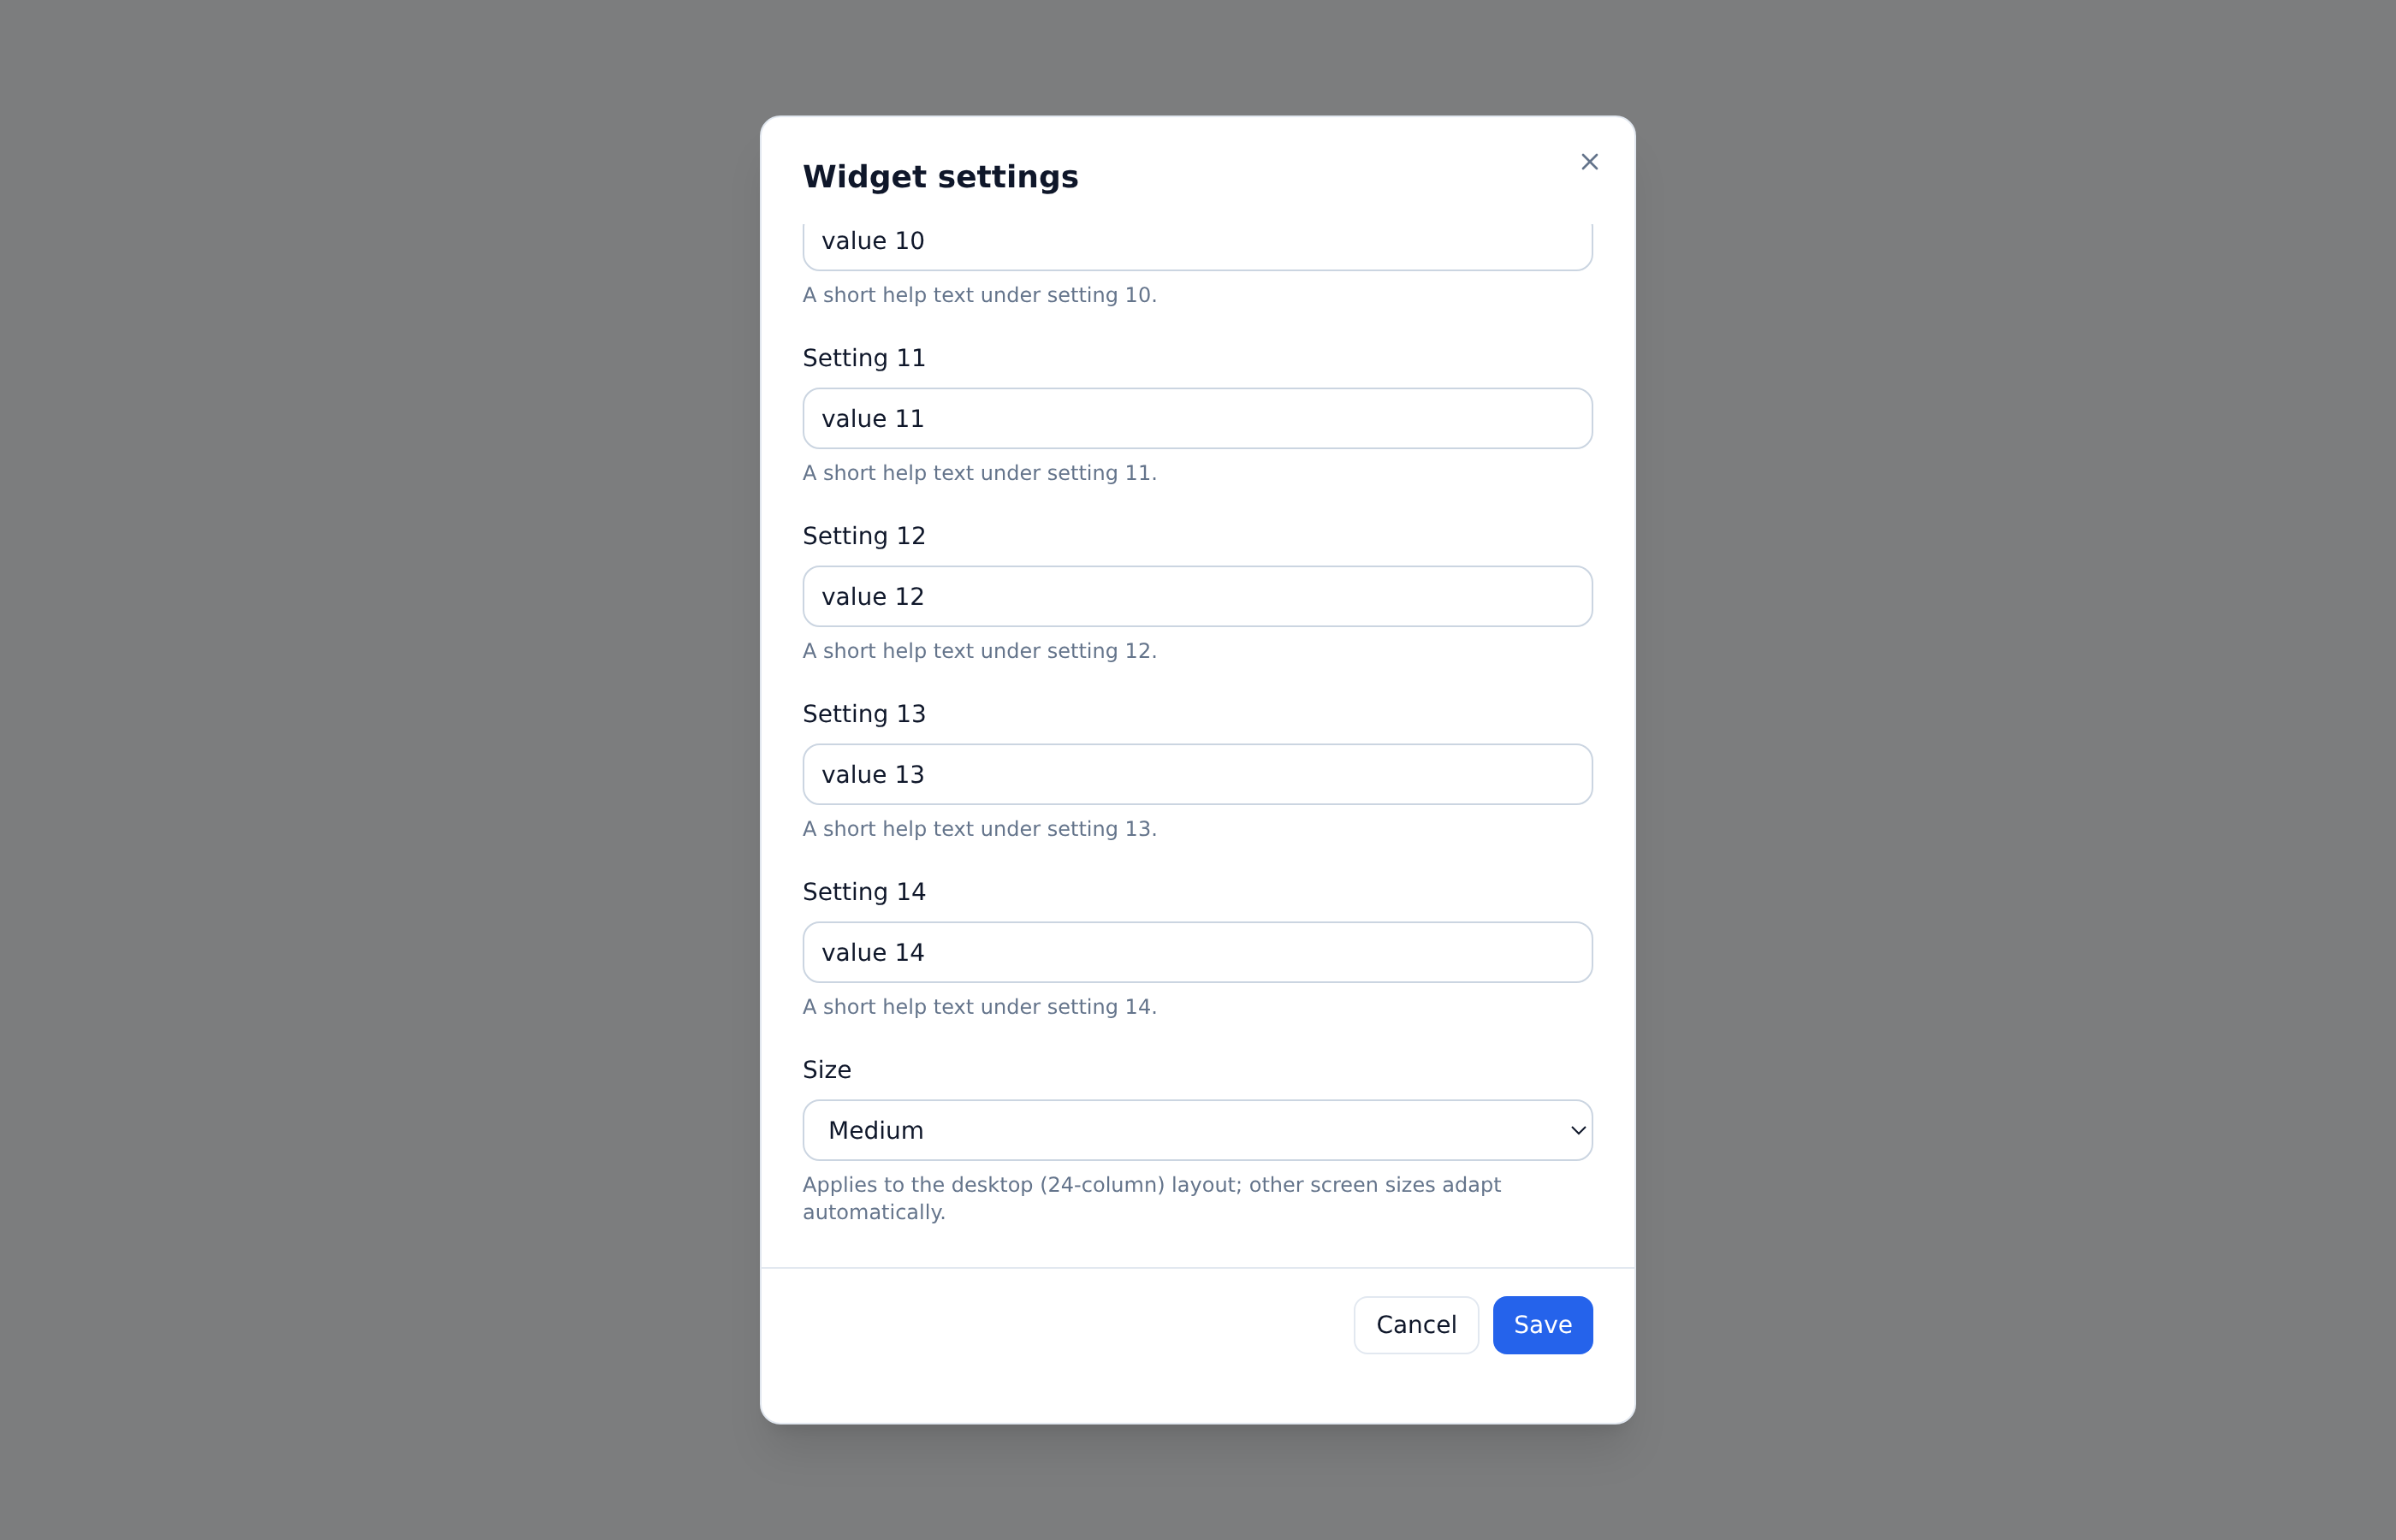 Widget settings
value 10
A short help text under setting 10.
Setting 11
value 11
A short help text under setting 11.
Setting 12
value 12
A short help text under setting 12.
Setting 13
value 13
A short help text under setting 13.
Setting 14
value 14
A short help text under setting 14.
Size
Medium
Applies to the desktop (24-column) layout; other screen sizes adapt
automatically.
Cancel Save